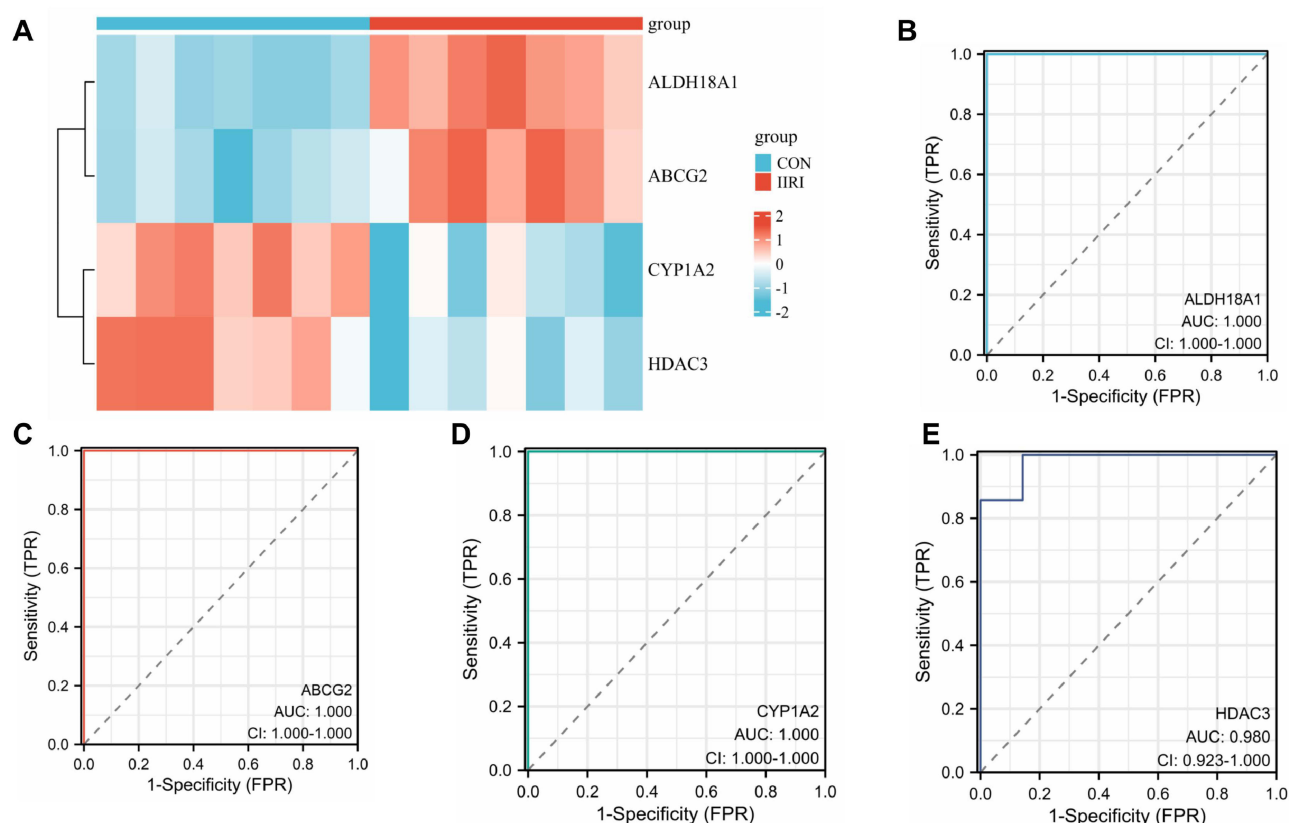 A
group
ALDH18A1
ABCG2
CYP1A2
HDAC3
group
CON
IIRI
2
1
0
-1
-2
B
Sensitivity (TPR)
1.0
0.8
0.6
0.4
0.2
0.0
ALDH18A1
AUC: 1.000
CI: 1.000-1.000
0.0 0.2 0.4 0.6 0.8 1.0
1-Specificity (FPR)
C
Sensitivity (TPR)
1.0
0.8
0.6
0.4
0.2
0.0
ABCG2
AUC: 1.000
CI: 1.000-1.000
0.0 0.2 0.4 0.6 0.8 1.0
1-Specificity (FPR)
D
Sensitivity (TPR)
1.0
0.8
0.6
0.4
0.2
0.0
CYP1A2
AUC: 1.000
CI: 1.000-1.000
0.0 0.2 0.4 0.6 0.8 1.0
1-Specificity (FPR)
E
Sensitivity (TPR)
1.0
0.8
0.6
0.4
0.2
0.0
HDAC3
AUC: 0.980
CI: 0.923-1.000
0.0 0.2 0.4 0.6 0.8 1.0
1-Specificity (FPR)